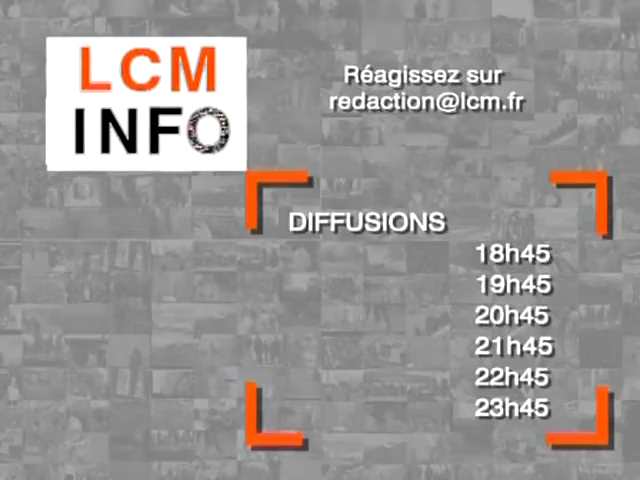 LCM
INFO
Réagissez sur
redaction@lcm.fr
DIFFUSIONS
18h45
19h45
20h45
21h45
22h45
23h45